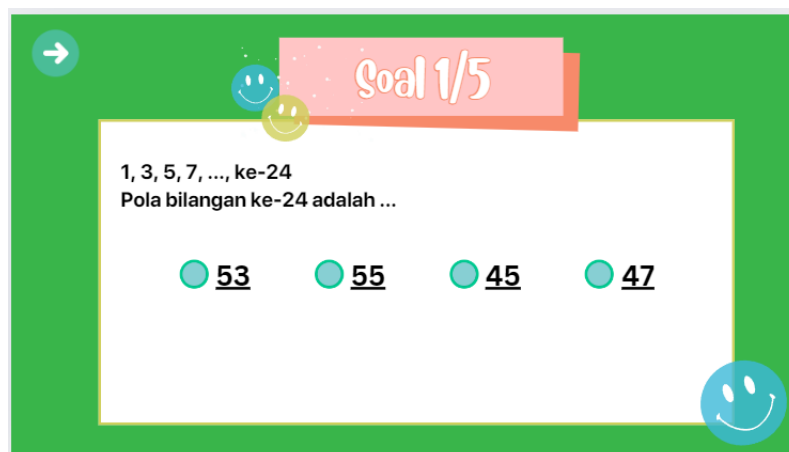 Soal 1/5
1, 3, 5, 7, ..., ke-24
Pola bilangan ke-24 adalah ...
53 55 45 47